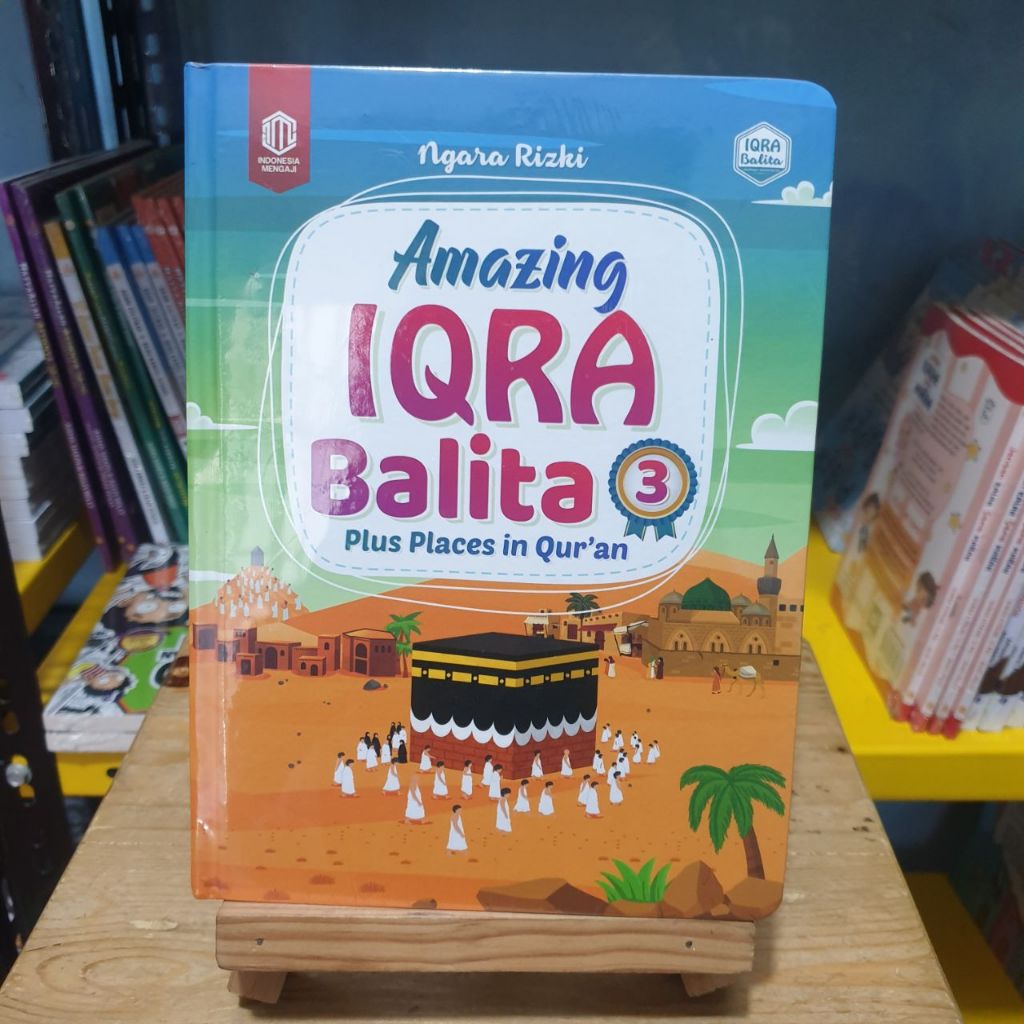 INDONESIA
MENGAJI
Ngara Rizki
IQRA
Balita
Amazing
IQRA
Balita 3
Plus Places in Qur'an